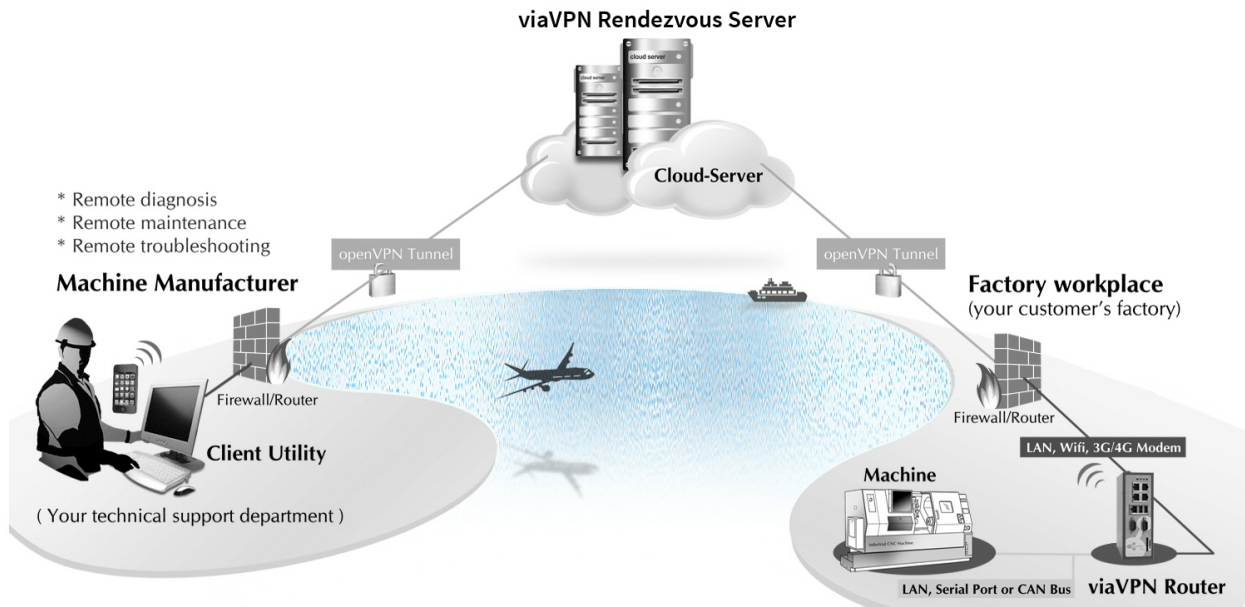 viaVPN Rendezvous Server
cloud server
cloud server
Cloud-Server
* Remote diagnosis
* Remote maintenance
* Remote troubleshooting
openVPN Tunnel
openVPN Tunnel
Machine Manufacturer
Factory workplace
(your customer's factory)
Firewall/Router
Firewall/Router
Client Utility
( Your technical support department )
LAN, Wifi, 3G/4G Modem
Machine
Industrial CNC Machine
LAN, Serial Port or CAN Bus
viaVPN Router